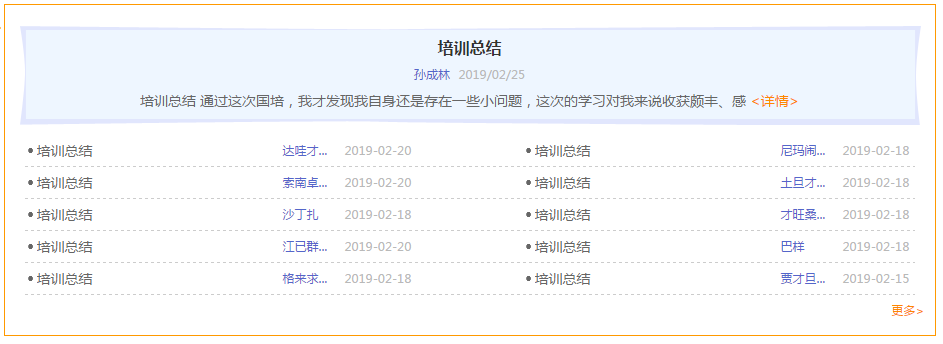 培训总结
孙成林 2019/02/25
培训总结 通过这次国培，我才发现我自身还是存在一些小问题，这次的学习对我来说收获颇丰、感 <详情>
•培训总结 达哇才... 2019-02-20 •培训总结 尼玛闹... 2019-02-18
•培训总结 索南卓... 2019-02-20 •培训总结 土旦才... 2019-02-18
•培训总结 沙丁扎 2019-02-18 •培训总结 才旺桑... 2019-02-18
•培训总结 江已群... 2019-02-20 •培训总结 巴样 2019-02-18
•培训总结 格来求... 2019-02-18 •培训总结 贾才旦... 2019-02-15
更多>